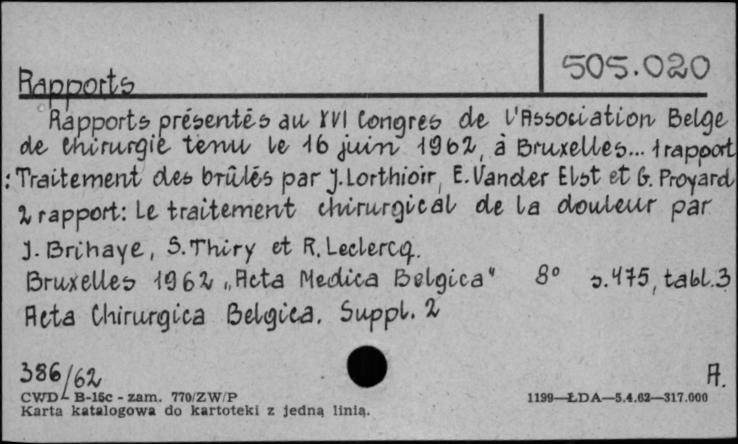 505.020
Rapports
Rapports présentés au XVI Congres de l'Association Belge
de chirurgie tenu le 16 juin 1962, à Bruxelles... 1 rapport
: Traitement des brûlés par J. Lorthioir, E. Vander Elst et G. Proyard
2 rapport: Le traitement chirurgical de la douleur par
J. Brihaye, S. Thiry et R. Leclercq.
Bruxelles 1962 „Acta Medica Belgica" 8° s. 475, tabl. 3
Acta Chirurgica Belgica. Suppl. 2
386/62 A.
CWD - B-15c - zam. 770/ZW/P 1199—ŁDA—5.4.62—317.000
Karta katalogowa do kartoteki z jedną linią.